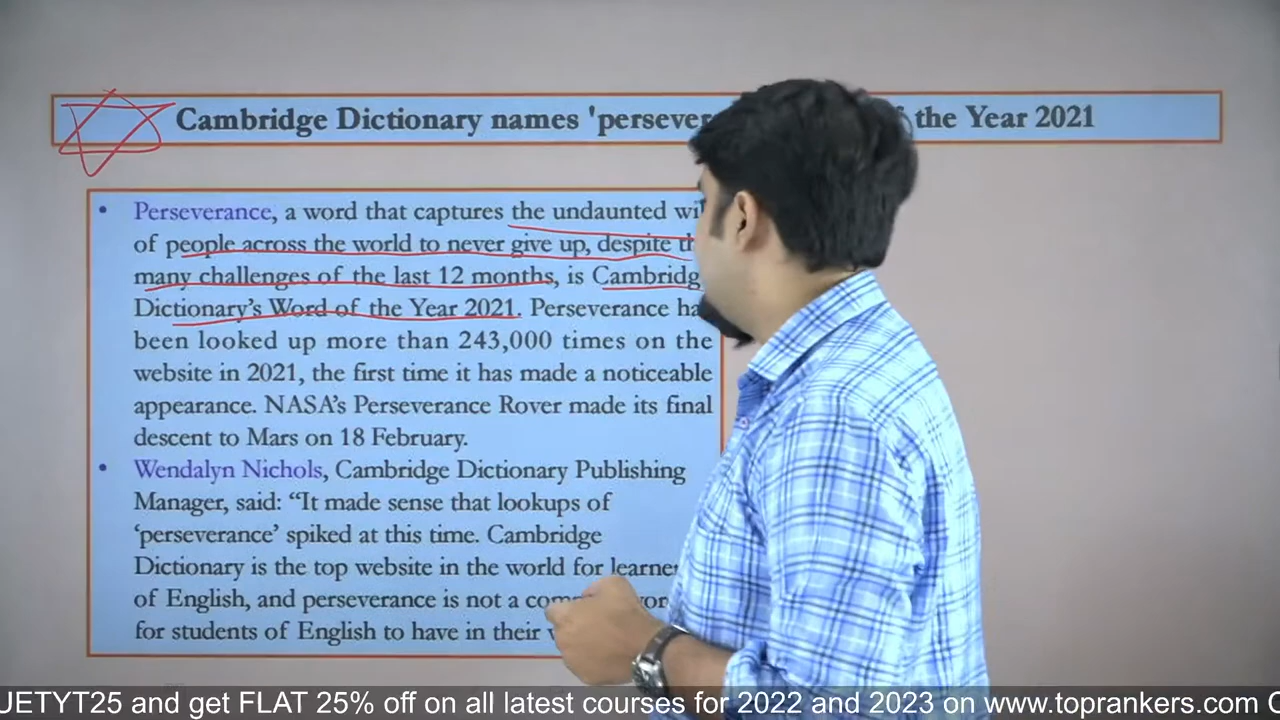 Cambridge Dictionary names 'persever the Year 2021
• Perseverance, a word that captures the undaunted
of people across the world to never give up, despite
many challenges of the last 12 months, is Cambridg
Dictionary's Word of the Year 2021. Perseverance
been looked up more than 243,000 times on the
website in 2021, the first time it has made a noticeable
appearance. NASA's Perseverance Rover made its final
descent to Mars on 18 February.
• Wendalyn Nichols, Cambridge Dictionary Publishing
Manager, said: “It made sense that lookups of
‘perseverance’ spiked at this time. Cambridge
Dictionary is the top website in the world for learne
of English, and perseverance is not a
for students of English to have in their
UETYT25 and get FLAT 25% off on all latest courses for 2022 and 2023 on www.toprankers.com